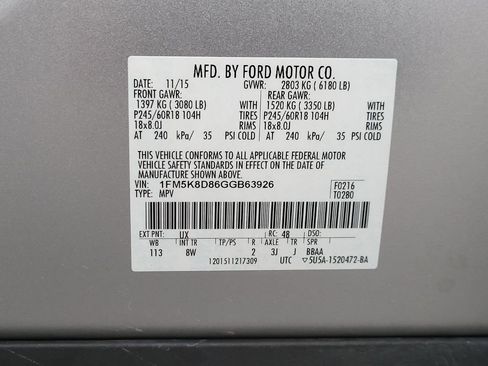 MFD. BY FORD MOTOR CO.
DATE: 11/15 GVWR: 2803 KG ( 6180 LB)
FRONT GAWR: REAR GAWR:
1397 KG ( 3080 LB) WITH 1520 KG ( 3350 LB) WITH
P245/60R18 104H TIRES P245/60R18 104H TIRES
18x8.0J RIMS 18x8.0J RIMS
AT 240 kPa/ 35 PSI COLD AT 240 kPa/ 35 PSI COLD
THIS VEHICLE CONFORMS TO ALL APPLICABLE FEDERAL MOTOR
VEHICLE SAFETY STANDARDS IN EFFECT ON THE DATE OF
MANUFACTURE SHOWN ABOVE.
VIN: 1FM5K8D86GGB63926 F0216
TYPE: MPV T0280
EXT PNT: UX RC: 48 DSO:
WB INT TR TP/PS R AXLE TR SPR
113 8W 2 3J J BBAA
1201511217309 UTC ▽5U5A-1520472-BA